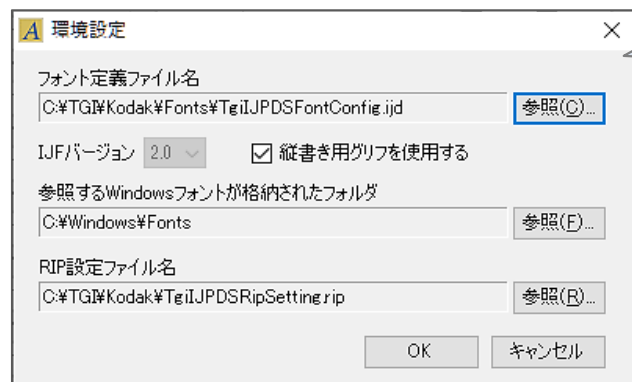 A 環境設定
フォント定義ファイル名
C:¥TGI¥Kodak¥Fonts¥TgiIJPDSFontConfig.ijd 参照(C)...
IJFバージョン 2.0 縦書き用グリフを使用する
参照するWindowsフォントが格納されたフォルダ
C:¥Windows¥Fonts 参照(F)...
RIP設定ファイル名
C:¥TGI¥Kodak¥TgiIJPDSRipSetting.rip 参照(R)...
OK キャンセル